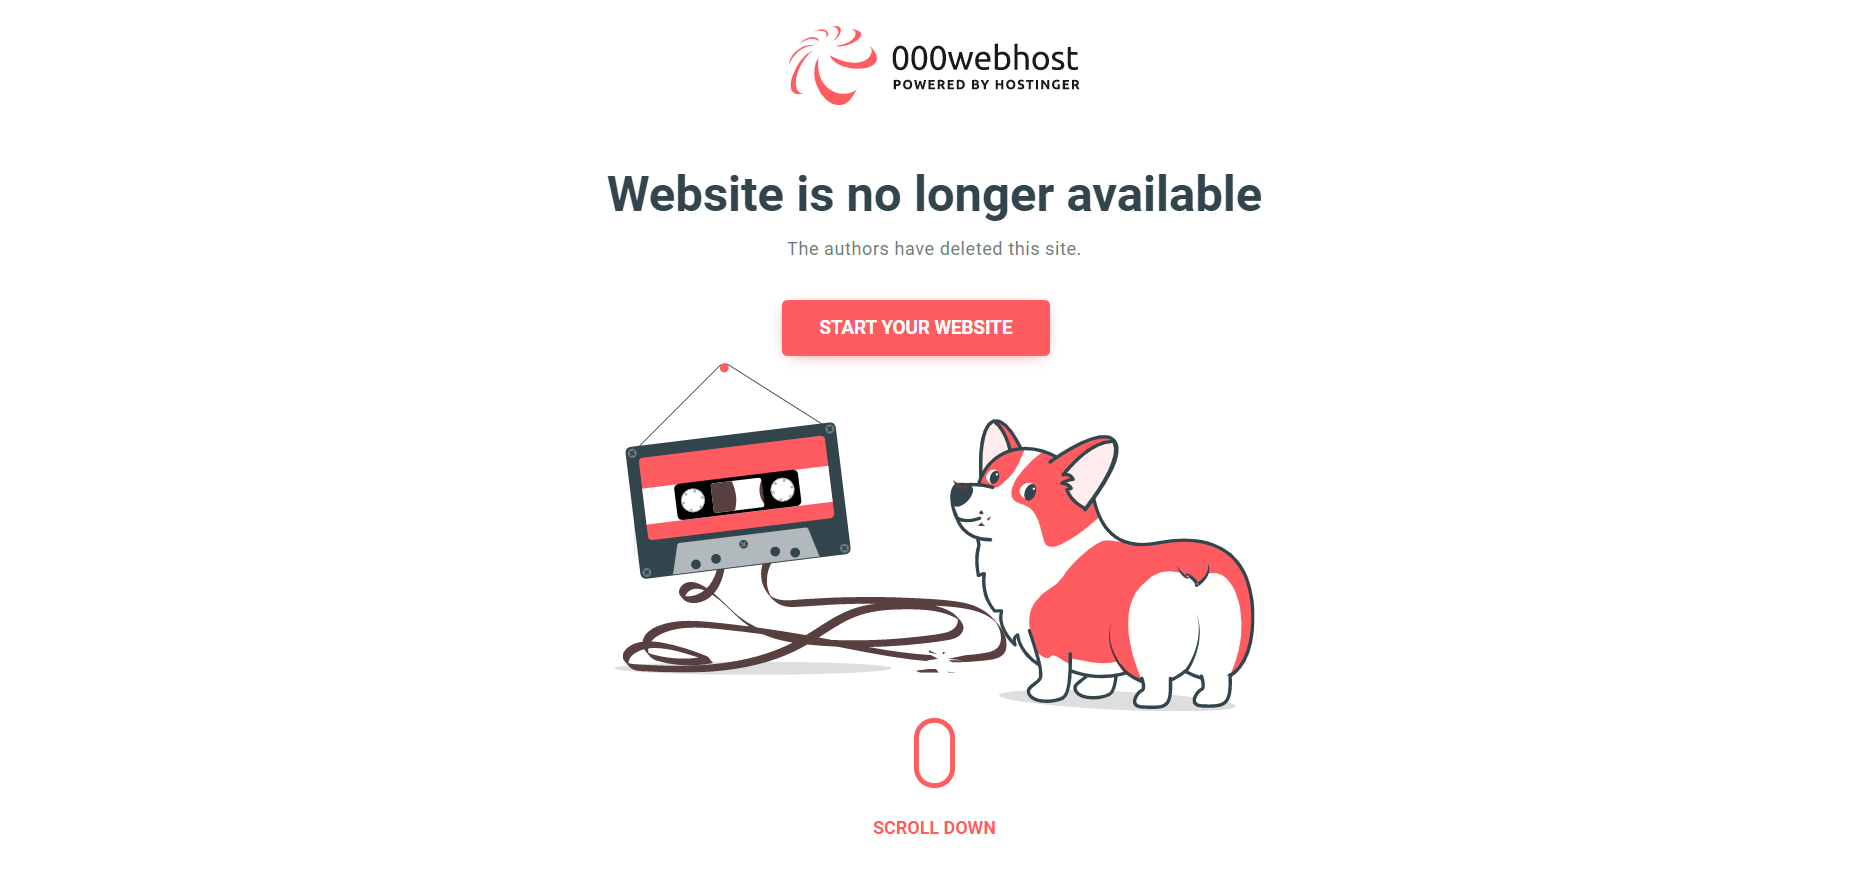 000webhost
POWERED BY HOSTINGER
Website is no longer available
The authors have deleted this site.
START YOUR WEBSITE
SCROLL DOWN